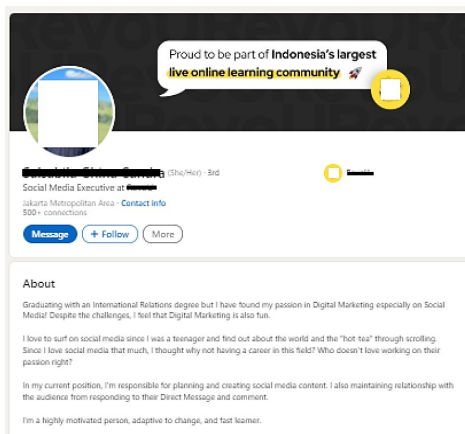 Proud to be part of Indonesia's largest
live online learning community 🚀
(She/Her) · 3rd
Social Media Executive at
Jakarta Metropolitan Area · Contact info
500+ connections
Message + Follow More
About
Graduating with an International Relations degree but I have found my passion in Digital Marketing especially on Social
Media! Despite the challenges, I feel that Digital Marketing is also fun.
I love to surf on social media since I was a teenager and find out about the world and the "hot tea" through scrolling.
Since I love social media that much, I thought why not having a career in this field? Who doesn't love working on their
passion right?
In my current position, I'm responsible for planning and creating social media content. I also maintaining relationship with
the audience from responding to their Direct Message and comment.
I'm a highly motivated person, adaptive to change, and fast learner.